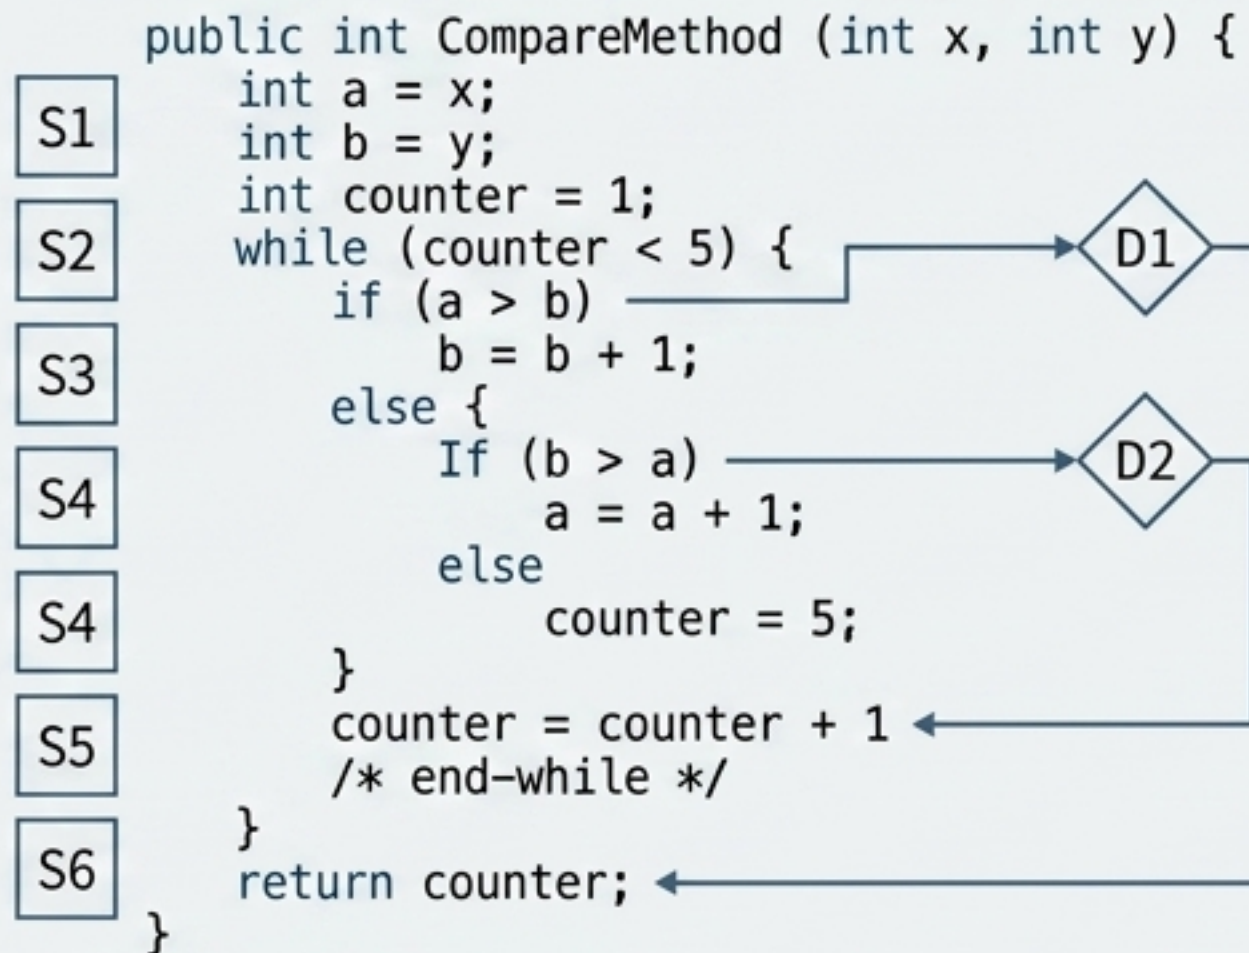 public int CompareMethod (int x, int y) {
int a = x;
S1
int b = y;
int counter = 1;
S2
while (counter < 5) {
D1
if (a > b)
S3
b = b + 1;
else {
If (b > a)
D2
S4
a = a + 1;
else
S4
counter = 5;
}
S5
counter = counter + 1
/* end-while */
}
S6
return counter;
}